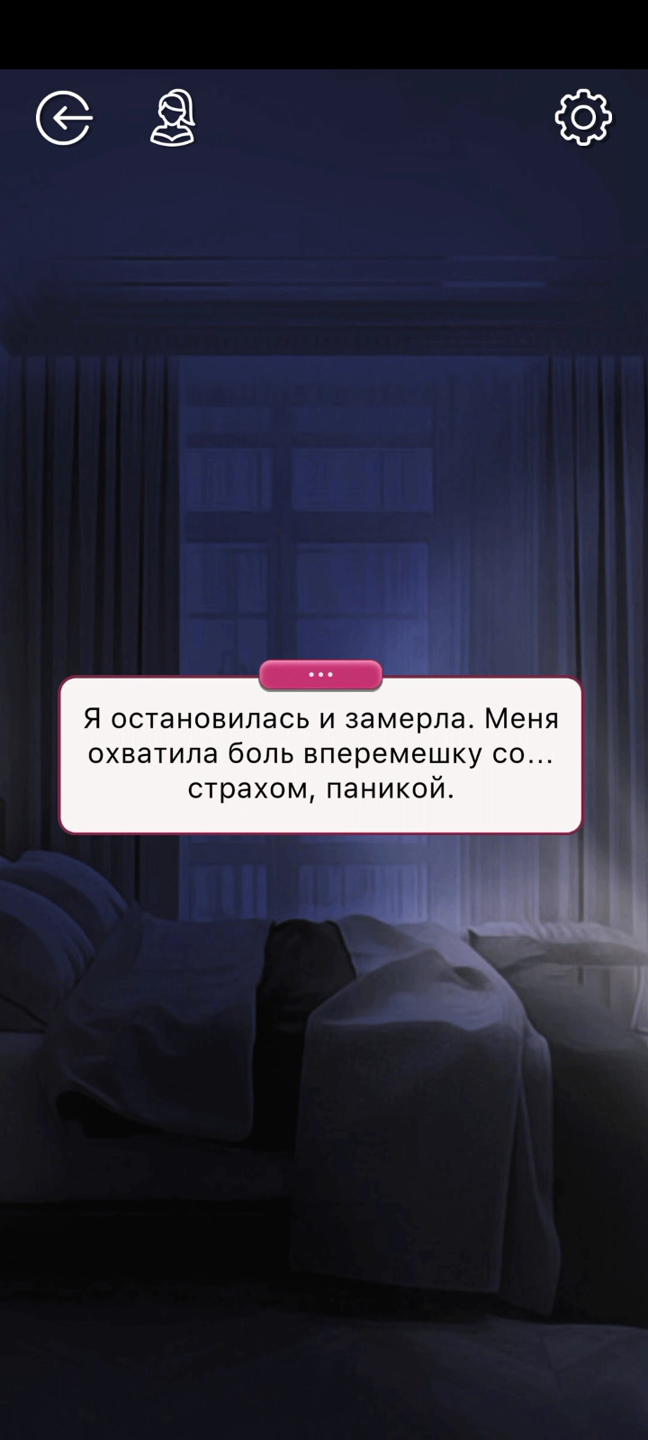 ...
Я остановилась и замерла. Меня
охватила боль вперемешку со...
страхом, паникой.